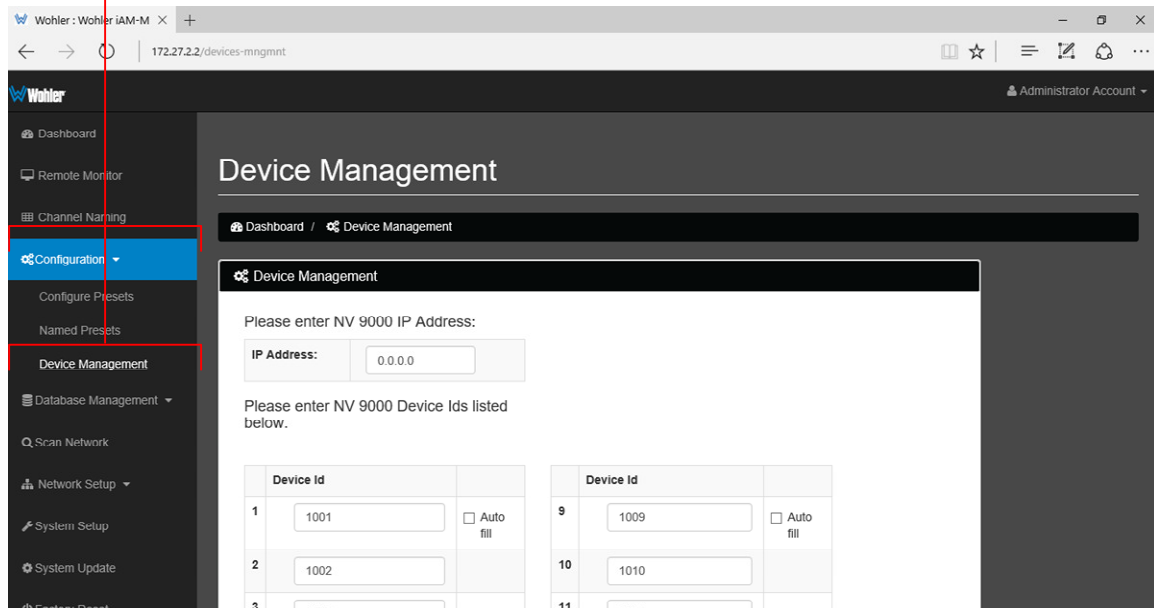 Wohler : Wohler iAM-M
172.27.2.2/devices-mngmnt
Wohler
Administrator Account
Dashboard
Remote Monitor
Channel Naming
Configuration
Configure Presets
Named Presets
Device Management
Database Management
Scan Network
Network Setup
System Setup
System Update
Factory Reset
Device Management
Dashboard / Device Management
Device Management
Please enter NV 9000 IP Address:
IP Address: 0.0.0.0
Please enter NV 9000 Device Ids listed
below.
Device Id Device Id
1 1001 Auto fill 9 1009 Auto fill
2 1002 10 1010
3 11